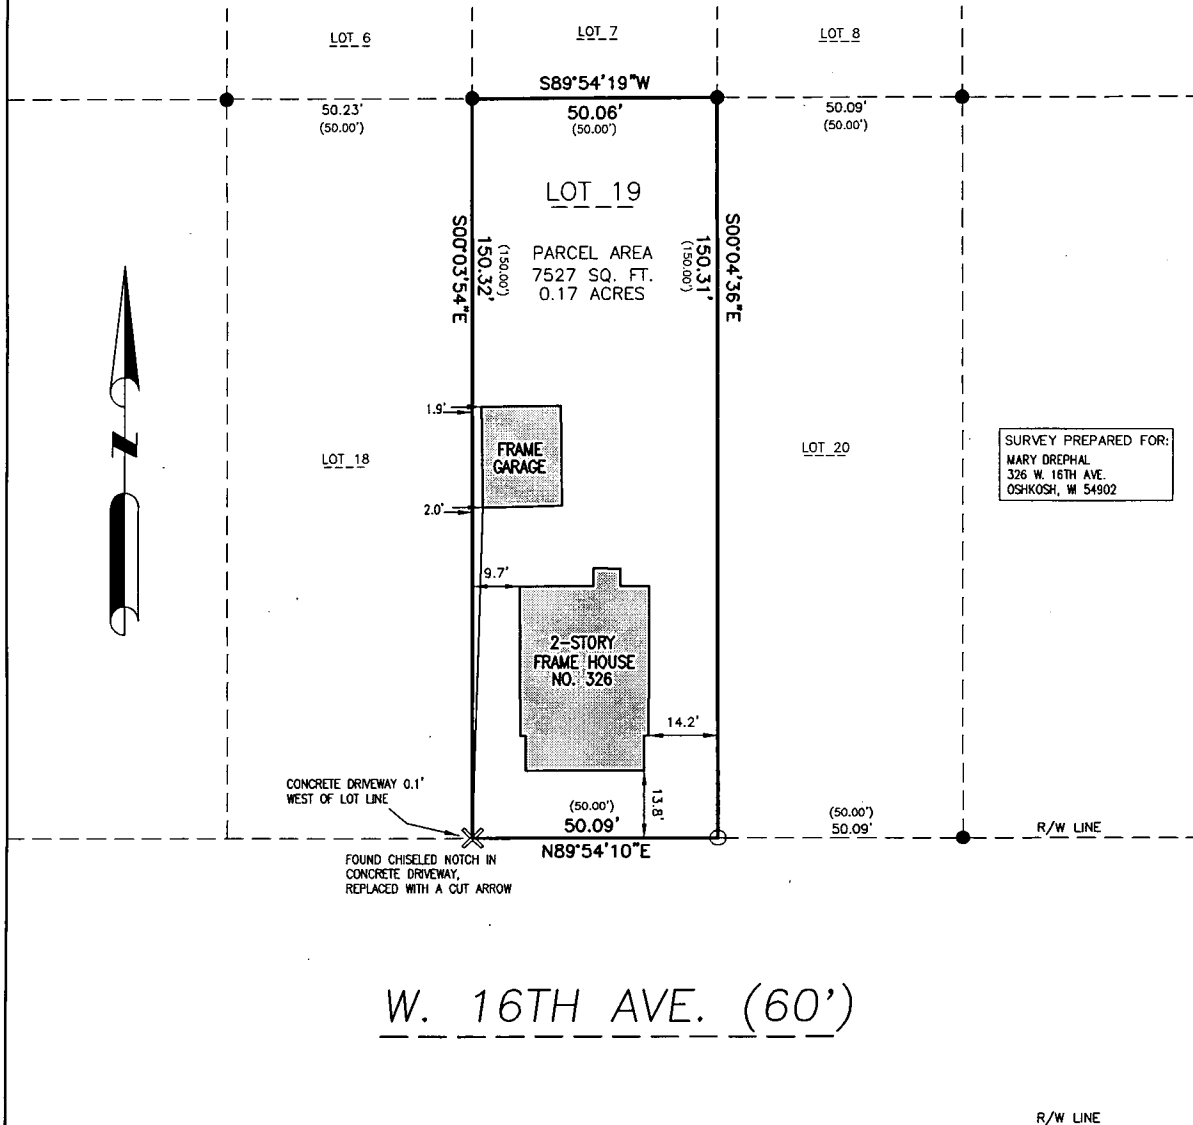 LOT 6
LOT 7
LOT 8
S89°54'19"W
50.23'
(50.00')
50.06'
(50.00')
50.09'
(50.00')
LOT 19
S00°03'54"E
150.32'
(150.00')
PARCEL AREA
7527 SQ. FT.
0.17 ACRES
(150.00')
150.31'
S00°04'36"E
N
1.9'
FRAME
GARAGE
LOT 18
LOT 20
SURVEY PREPARED FOR:
MARY DREPHAL
326 W. 16TH AVE.
OSHKOSH, WI 54902
2.0'
9.7'
2-STORY
FRAME HOUSE
NO. 326
14.2'
CONCRETE DRIVEWAY 0.1'
WEST OF LOT LINE
13.8'
(50.00')
50.09'
N89°54'10"E
(50.00')
50.09'
R/W LINE
FOUND CHISELED NOTCH IN
CONCRETE DRIVEWAY,
REPLACED WITH A CUT ARROW
W. 16TH AVE. (60')
R/W LINE